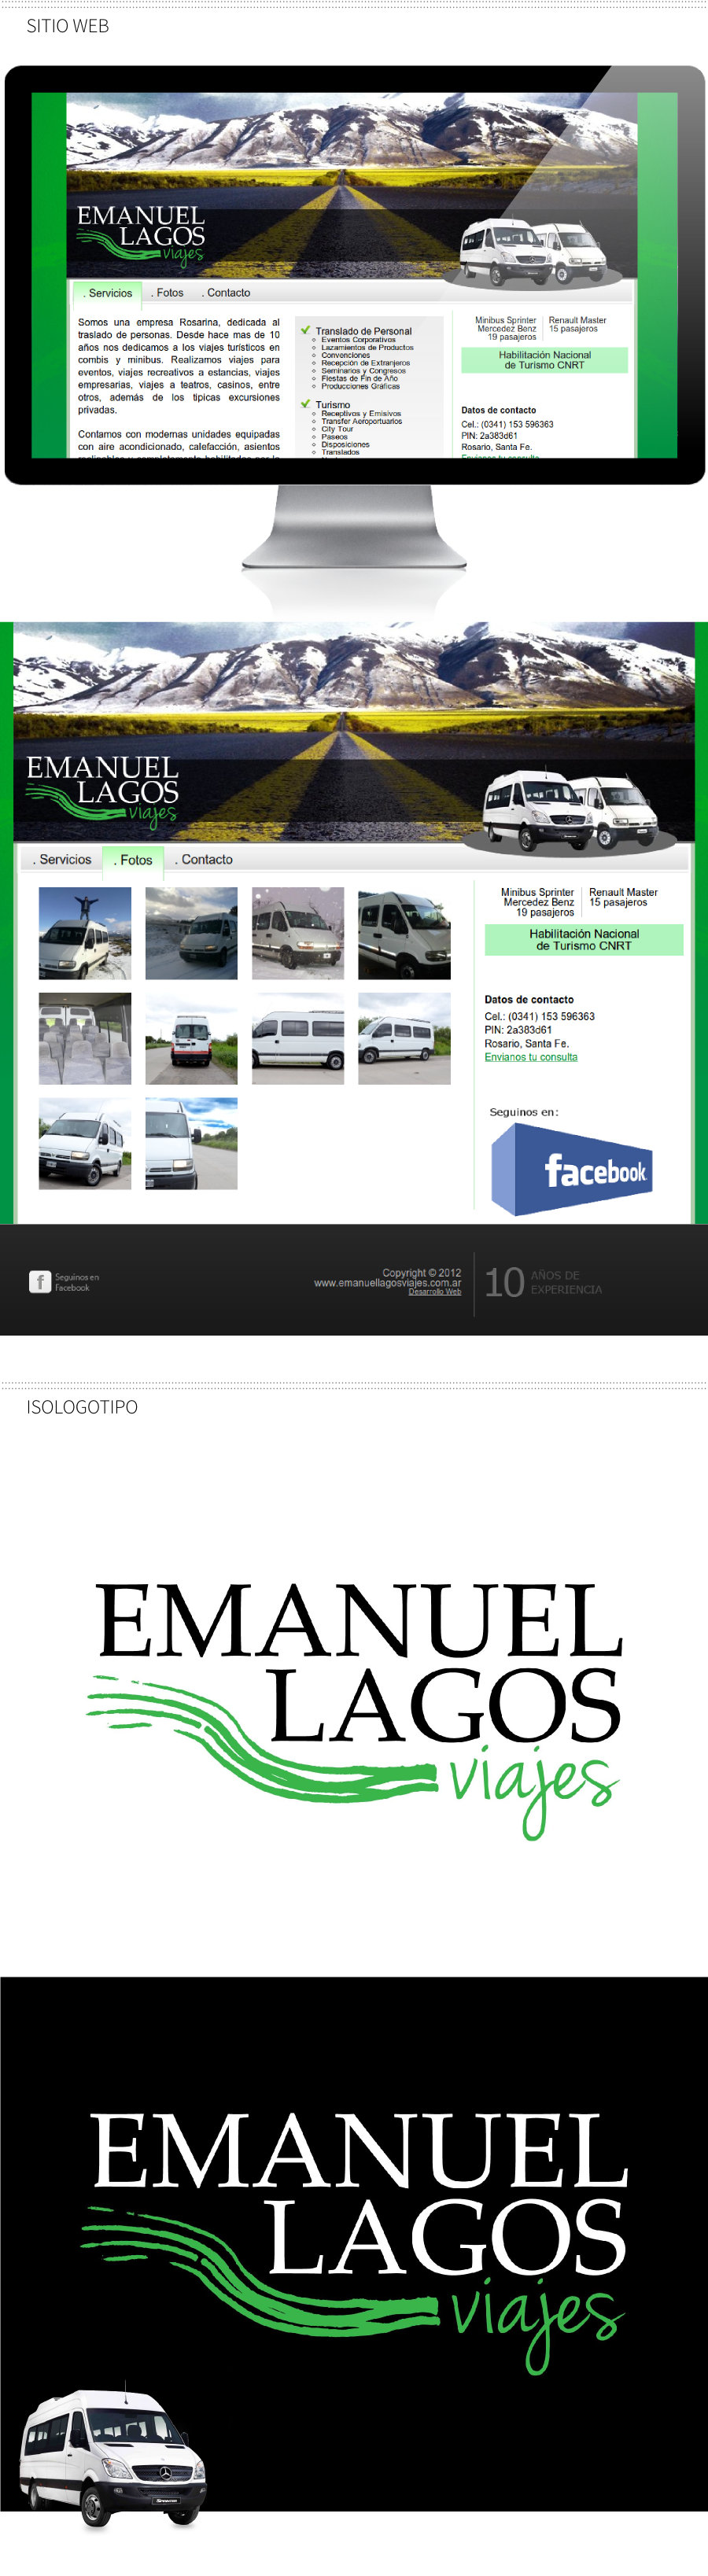 SITIO WEB
EMANUEL
LAGOS
viajes
. Servicios
. Fotos
. Contacto
Somos una empresa Rosarina, dedicada al
traslado de personas. Desde hace mas de 10
años nos dedicamos a los viajes turísticos en
combis y minibus. Realizamos viajes para
eventos, viajes recreativos a estancias, viajes
empresarias, viajes a teatros, casinos, entre
otros, además de los típicas excursiones
privadas.
Contamos con modernas unidades equipadas
con aire acondicionado, calefacción, asientos
Translado de Personal
Eventos Corporativos
Lazamientos de Productos
Convenciones
Recepción de Extranjeros
Seminarios y Congresos
Fiestas de Fin de Año
Producciones Gráficas
Turismo
Receptivos y Emisivos
Transfer Aeroportuarios
City Tour
Paseos
Disposiciones
Translados
Minibus Sprinter
Mercedez Benz
19 pasajeros
Renault Master
15 pasajeros
Habilitación Nacional
de Turismo CNRT
Datos de contacto
Cel.: (0341) 153 596363
PIN: 2a383d61
Rosario, Santa Fe.
Envianos tu consulta
EMANUEL
LAGOS
viajes
. Servicios
. Fotos
. Contacto
Minibus Sprinter
Mercedez Benz
19 pasajeros
Renault Master
15 pasajeros
Habilitación Nacional
de Turismo CNRT
Datos de contacto
Cel.: (0341) 153 596363
PIN: 2a383d61
Rosario, Santa Fe.
Envianos tu consulta
Seguinos en:
facebook
f
Seguinos en
Facebook
Copyright © 2012
www.emanuellagosviajes.com.ar
Desarrollo Web
10 AÑOS DE
EXPERIENCIA
ISOLOGOTIPO
EMANUEL
LAGOS
viajes
EMANUEL
LAGOS
viajes
Sprinter